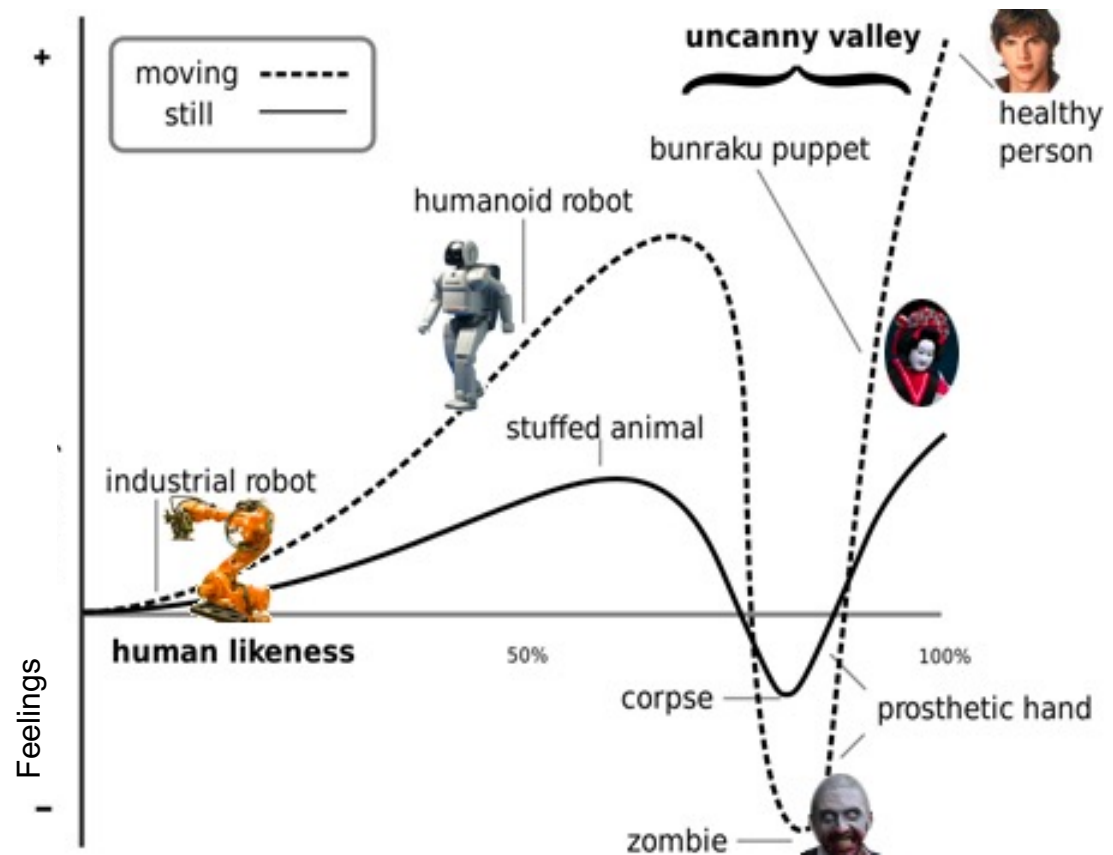 +
uncanny valley
moving
still
healthy
person
bunraku puppet
humanoid robot
stuffed animal
industrial robot
human likeness
50%
100%
corpse
prosthetic hand
Feelings
–
zombie